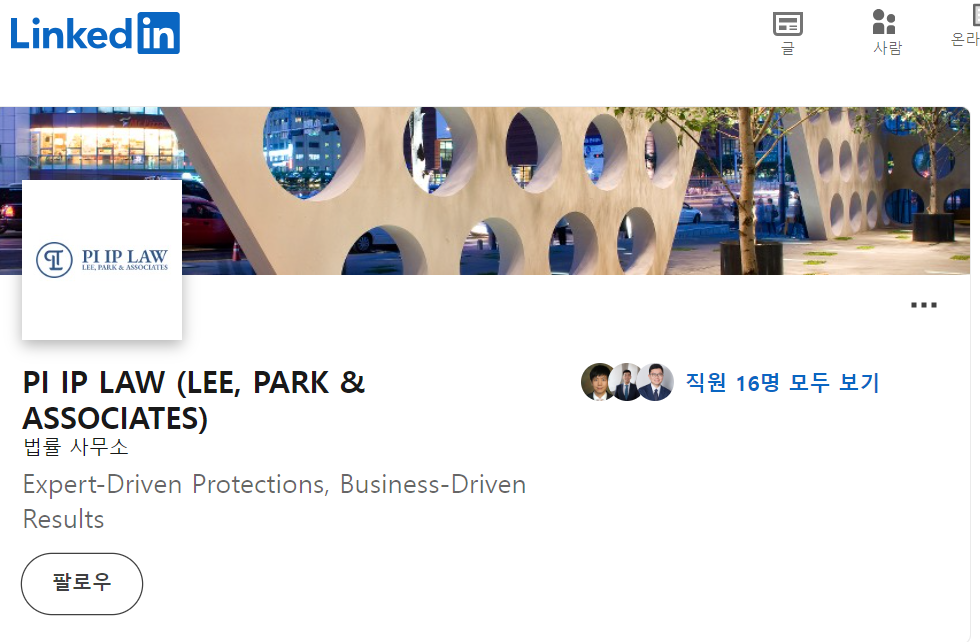 Linkedin
글
사람
온라
PI IP LAW
LEE, PARK & ASSOCIATES
PI IP LAW (LEE, PARK &
ASSOCIATES)
직원 16명 모두 보기
법률 사무소
Expert-Driven Protections, Business-Driven
Results
팔로우